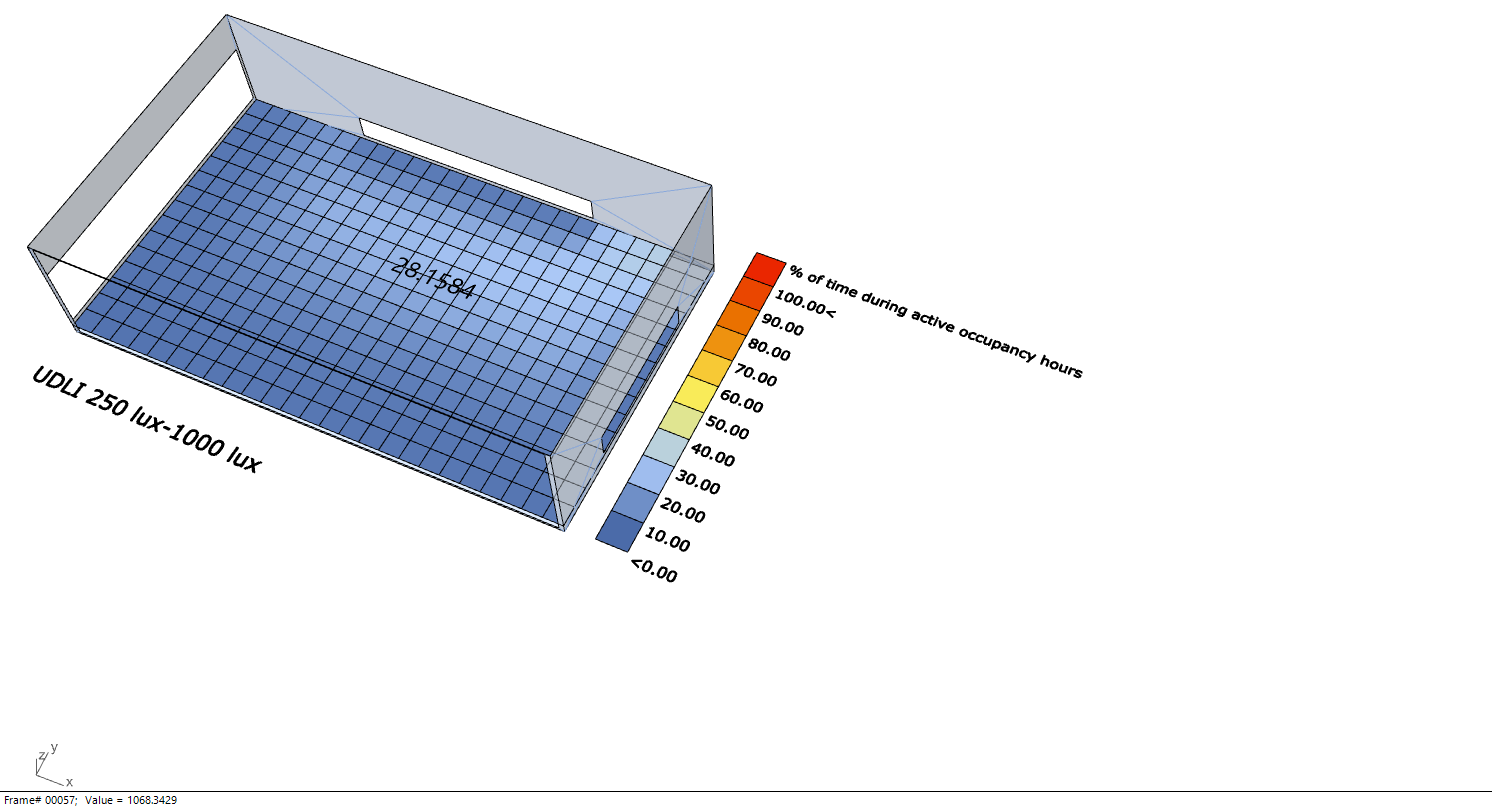 28.1584
% of time during active occupancy hours
100.00<
90.00
80.00
70.00
60.00
50.00
40.00
30.00
20.00
10.00
<0.00
UDLI 250 lux-1000 lux
y
z
x
Frame# 00057; Value = 1068.3429